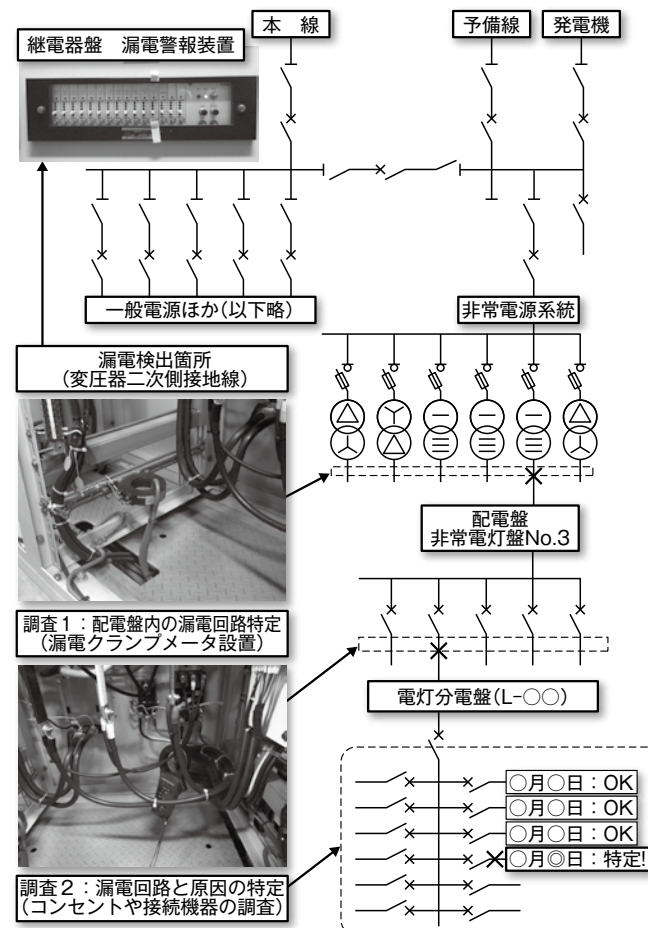 継電器盤 漏電警報装置
本 線
予備線
発電機
一般電源ほか(以下略)
非常電源系統
漏電検出箇所
(変圧器二次側接地線)
配電盤
非常電灯盤No.3
調査1:配電盤内の漏電回路特定
(漏電クランプメータ設置)
電灯分電盤(L-○○)
○月○日:OK
○月○日:OK
○月○日:OK
○月◎日:特定!
調査2:漏電回路と原因の特定
(コンセントや接続機器の調査)